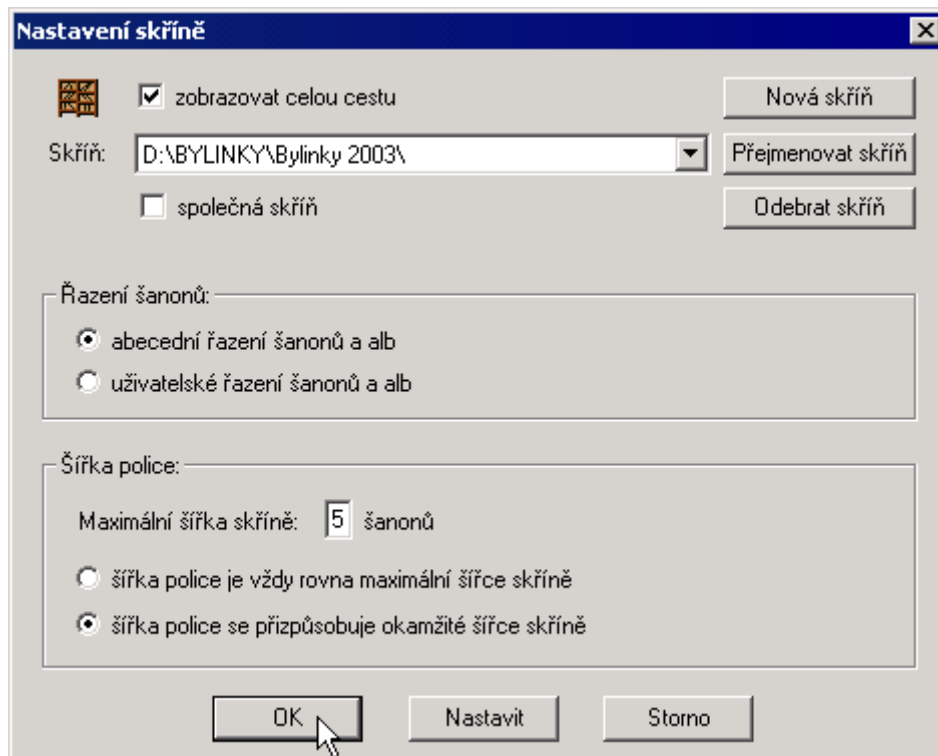 Nastavení skříně
zobrazovat celou cestu
Nová skříň
Skříň:
D:\BYLINKY\Bylinky 2003\
Přejmenovat skříň
společná skříň
Odebrat skříň
Řazení šanonů:
abecední řazení šanonů a alb
uživatelské řazení šanonů a alb
Šířka police:
Maximální šířka skříně: 5 šanonů
šířka police je vždy rovna maximální šířce skříně
šířka police se přizpůsobuje okamžité šířce skříně
OK
Nastavit
Storno